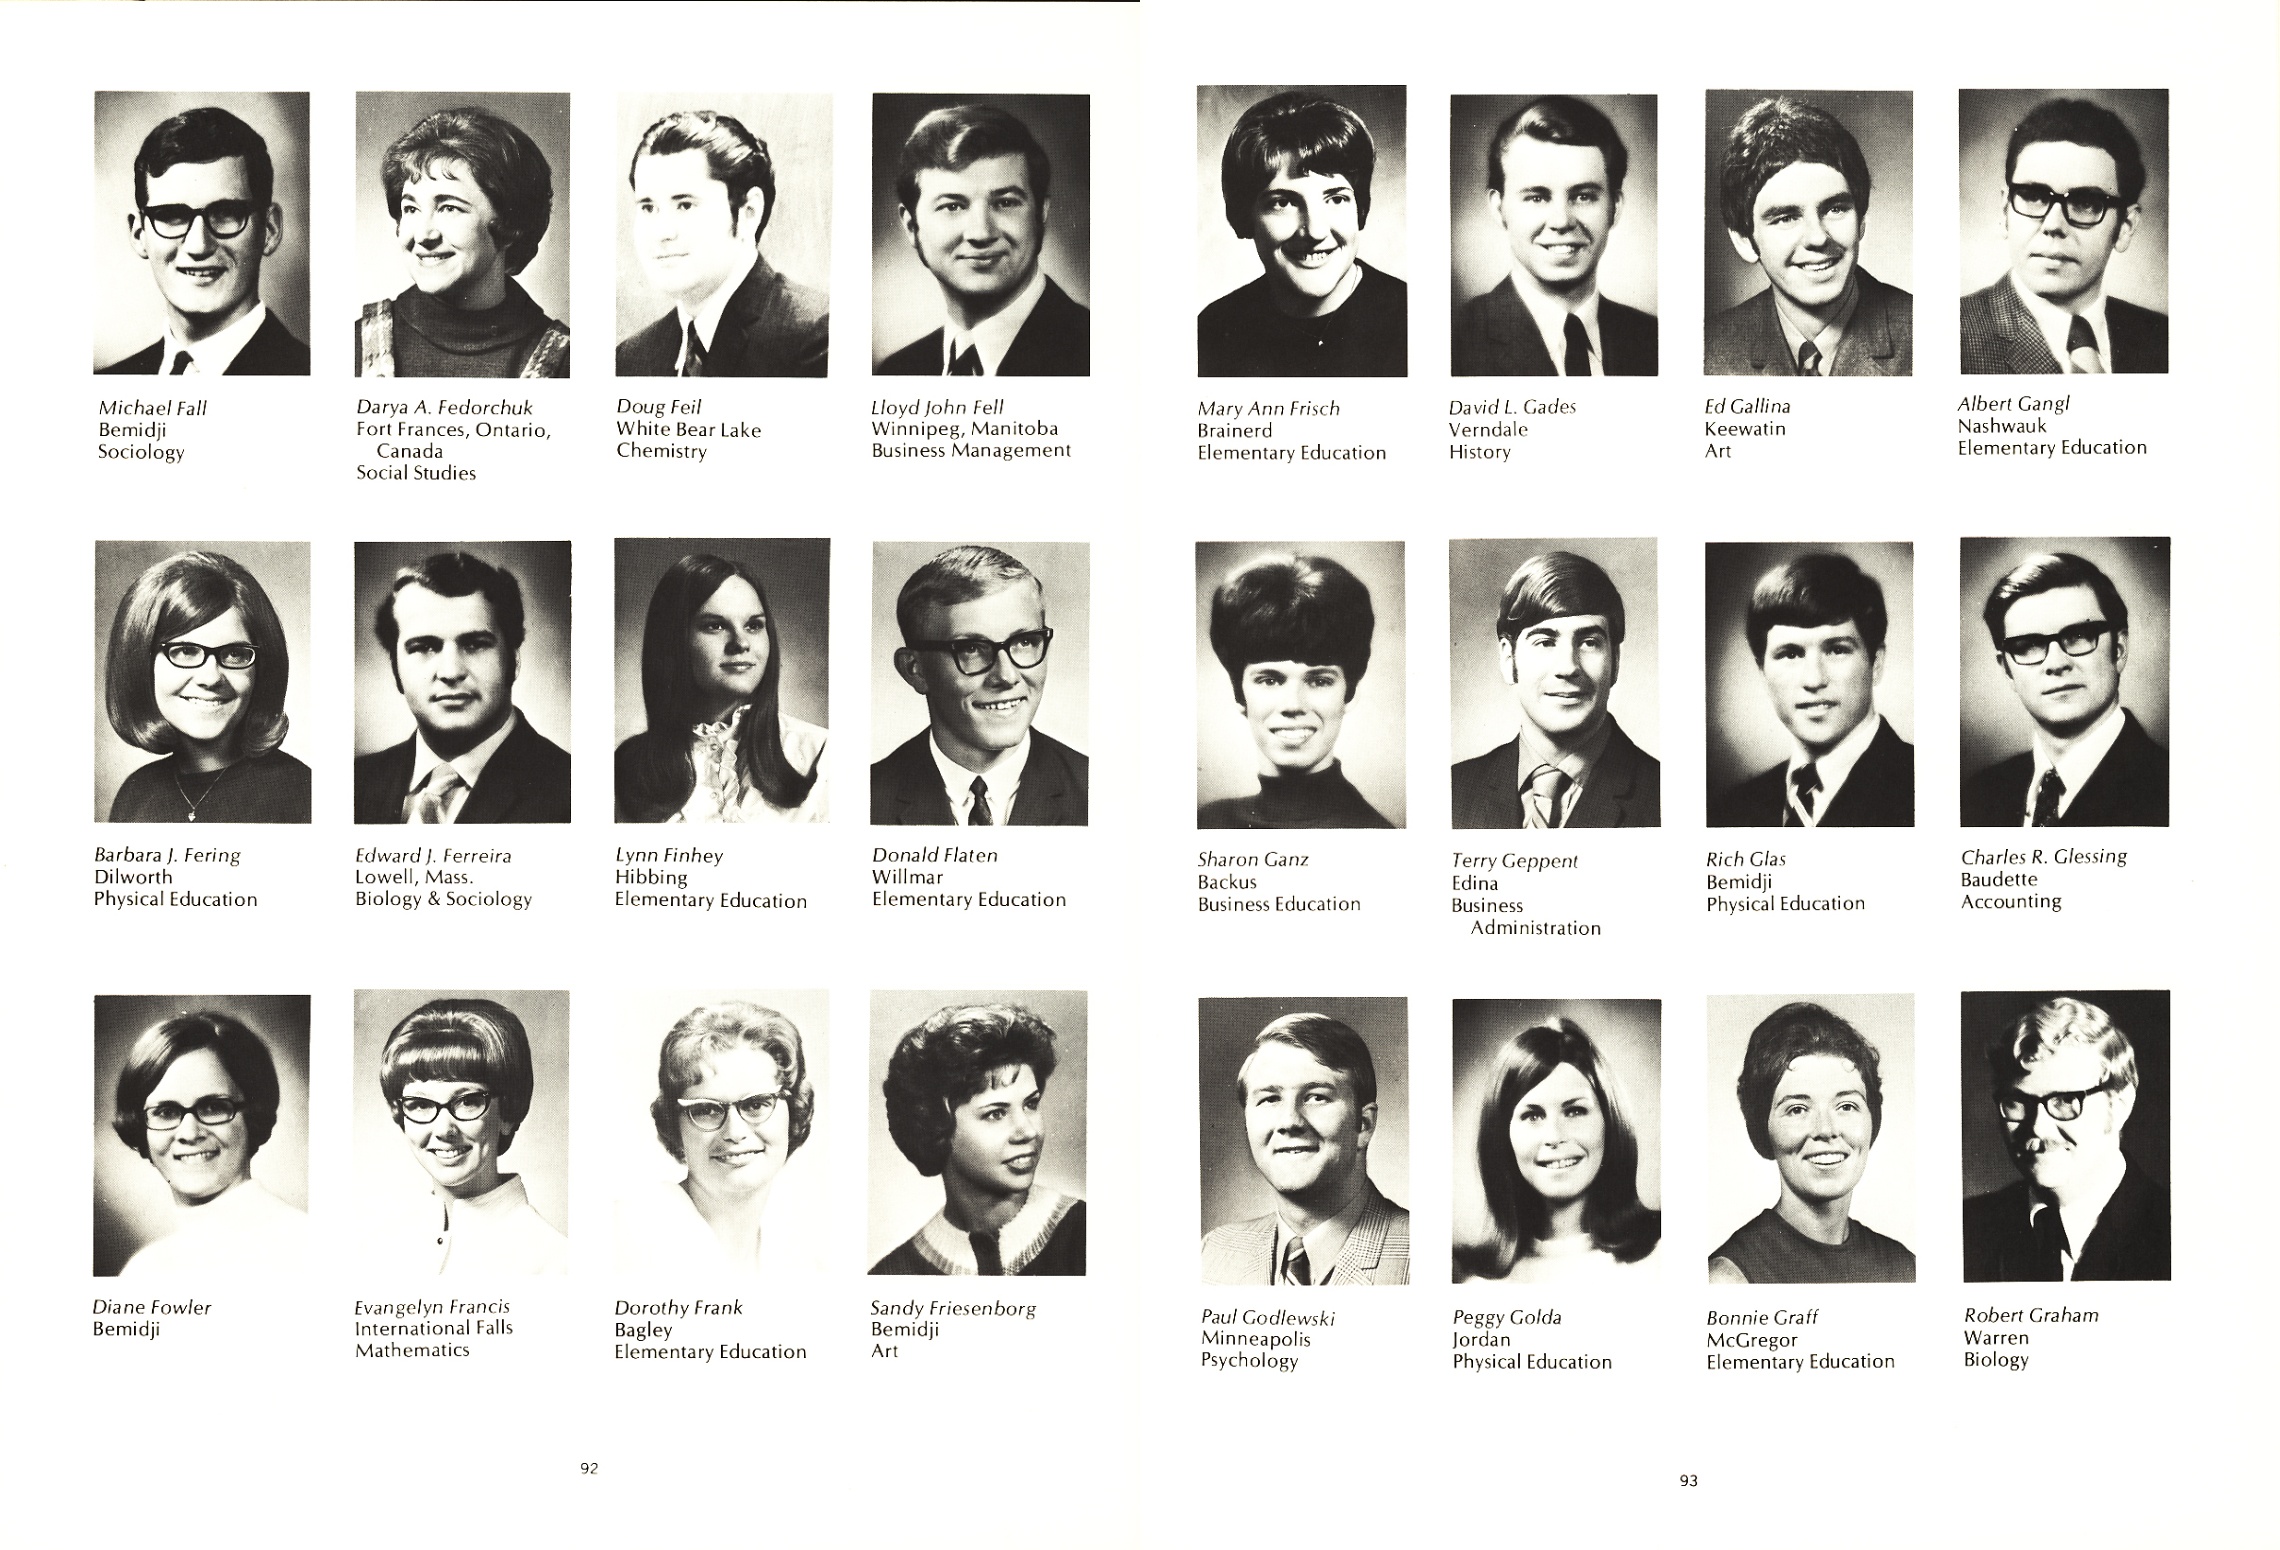 Michael Fall
Bemidji
Sociology
Darya A. Fedorchuk
Fort Frances, Ontario,
Canada
Social Studies
Doug Feil
White Bear Lake
Chemistry
Lloyd John Fell
Winnipeg, Manitoba
Business Management
Barbara J. Fering
Dilworth
Physical Education
Edward J. Ferreira
Lowell, Mass.
Biology & Sociology
Lynn Finhey
Hibbing
Elementary Education
Donald Flaten
Willmar
Elementary Education
Diane Fowler
Bemidji
Evangelyn Francis
International Falls
Mathematics
Dorothy Frank
Bagley
Elementary Education
Sandy Friesenborg
Bemidji
Art
92
Mary Ann Frisch
Brainerd
Elementary Education
David L. Gades
Verndale
History
Ed Gallina
Keewatin
Art
Albert Gangl
Nashwauk
Elementary Education
Sharon Ganz
Backus
Business Education
Terry Geppent
Edina
Business
Administration
Rich Glas
Bemidji
Physical Education
Charles R. Glessing
Baudette
Accounting
Paul Godlewski
Minneapolis
Psychology
Peggy Golda
Jordan
Physical Education
Bonnie Graff
McGregor
Elementary Education
Robert Graham
Warren
Biology
93